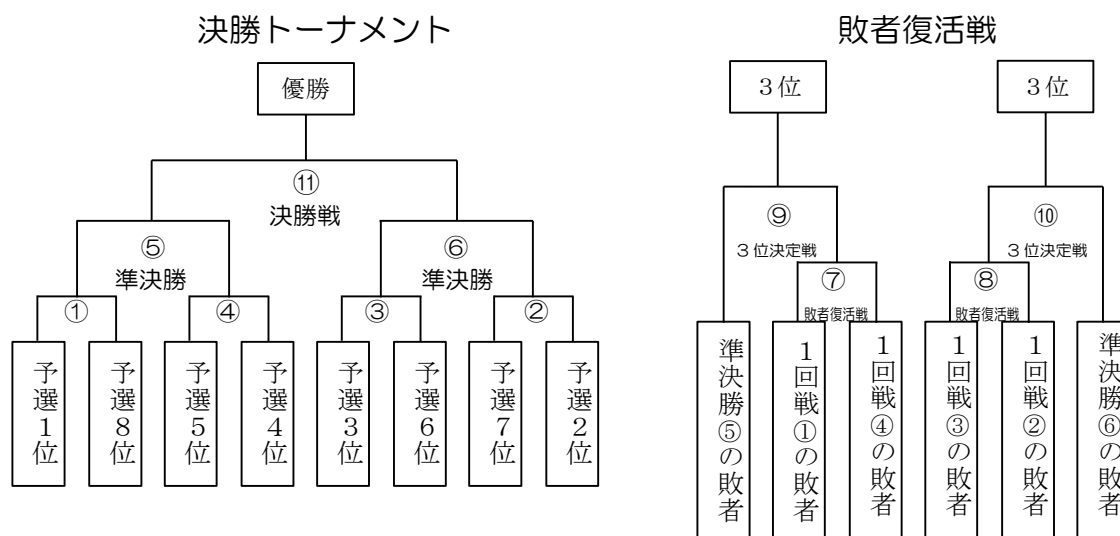 決勝トーナメント
優勝
⑪
決勝戦
⑤
準決勝
⑥
準決勝
①
④
③
②
予選1位
予選8位
予選5位
予選4位
予選3位
予選6位
予選7位
予選2位
敗者復活戦
3位
3位
⑨
3位決定戦
⑩
3位決定戦
⑦
敗者復活戦
⑧
敗者復活戦
準決勝⑤の敗者
1回戦①の敗者
1回戦④の敗者
1回戦③の敗者
1回戦②の敗者
準決勝⑥の敗者